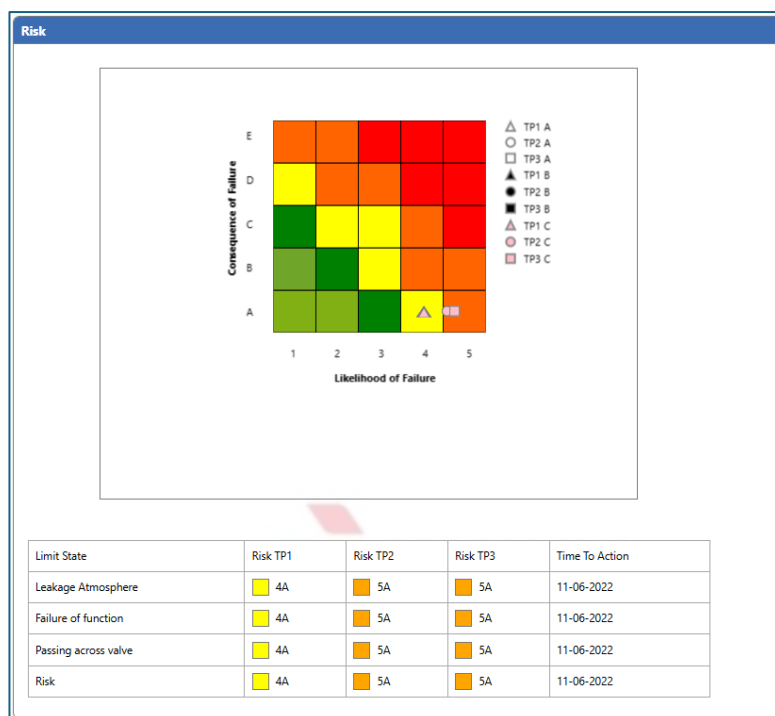 Risk
E
D
C
B
A
Consequence of Failure
1 2 3 4 5
Likelihood of Failure
TP1 A
TP2 A
TP3 A
TP1 B
TP2 B
TP3 B
TP1 C
TP2 C
TP3 C
Limit State Risk TP1 Risk TP2 Risk TP3 Time To Action
Leakage Atmosphere 4A 5A 5A 11-06-2022
Failure of function 4A 5A 5A 11-06-2022
Passing across valve 4A 5A 5A 11-06-2022
Risk 4A 5A 5A 11-06-2022